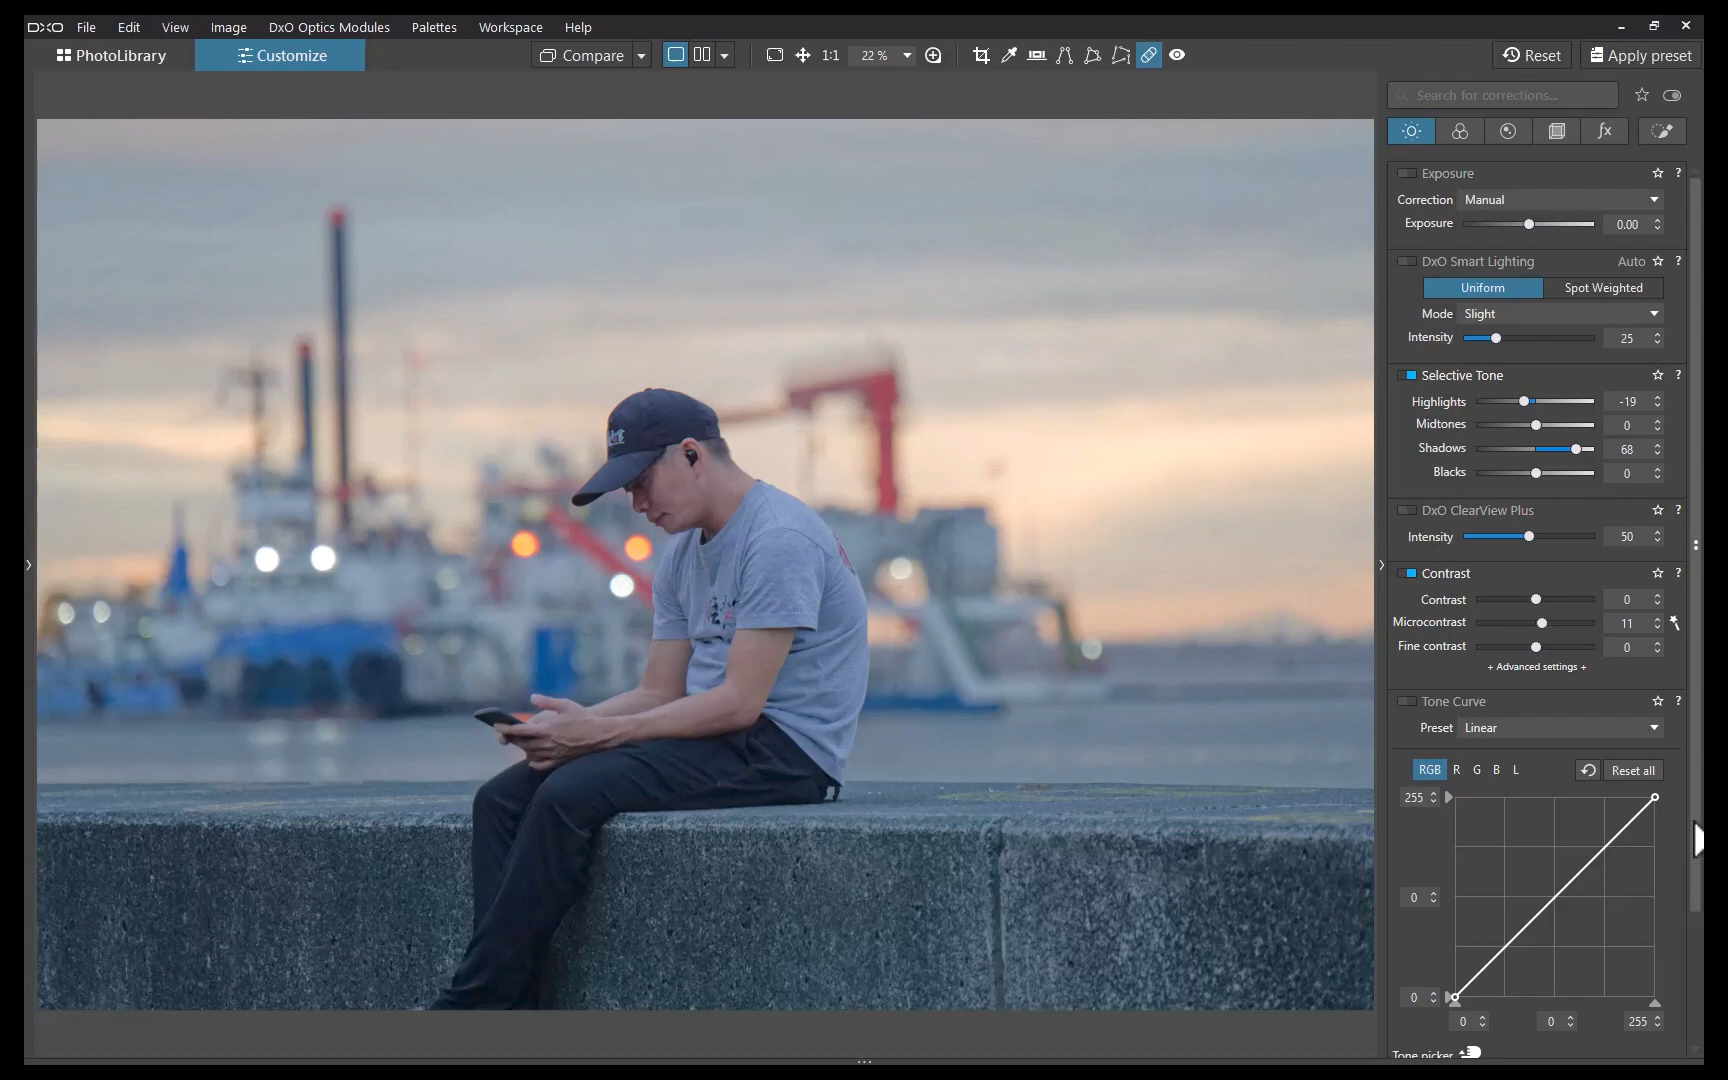 DXO File Edit View Image DxO Optics Modules Palettes Workspace Help
PhotoLibrary Customize Compare 1:1 22 % Reset Apply preset
Search for corrections...
fx
Exposure ?
Correction Manual
Exposure 0.00
DxO Smart Lighting Auto ?
Uniform Spot Weighted
Mode Slight
Intensity 25
Selective Tone ?
Highlights -19
Midtones 0
Shadows 68
Blacks 0
DxO ClearView Plus ?
Intensity 50
Contrast ?
Contrast 0
Microcontrast 11
Fine contrast 0
+ Advanced settings +
Tone Curve ?
Preset Linear
RGB R G B L Reset all
255
0
0
0 0 255
Tone picker